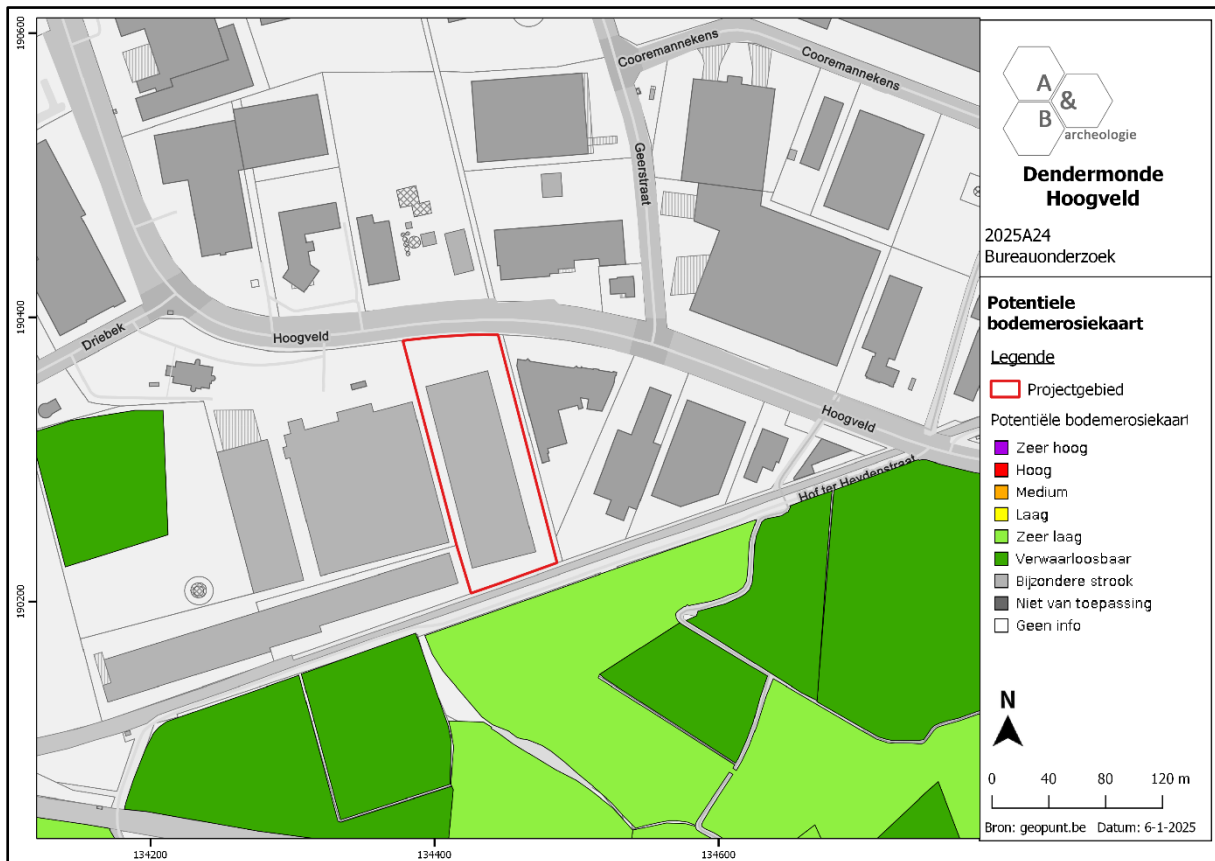 190600
190400
190200
134200
134400
134600
Cooremannekens
Cooremannekens
Geerstraat
Driebek
Hoogveld
Hoogveld
Hof ter Heydenstraat
A
&
B
archeologie
Dendermonde
Hoogveld
2025A24
Bureauonderzoek
Potentiele
bodemerosiekaart
Legende
Projectgebied
Potentiële bodemerosiekaart
Zeer hoog
Hoog
Medium
Laag
Zeer laag
Verwaarloosbaar
Bijzondere strook
Niet van toepassing
Geen info
N
0 40 80 120 m
Bron: geopunt.be Datum: 6-1-2025